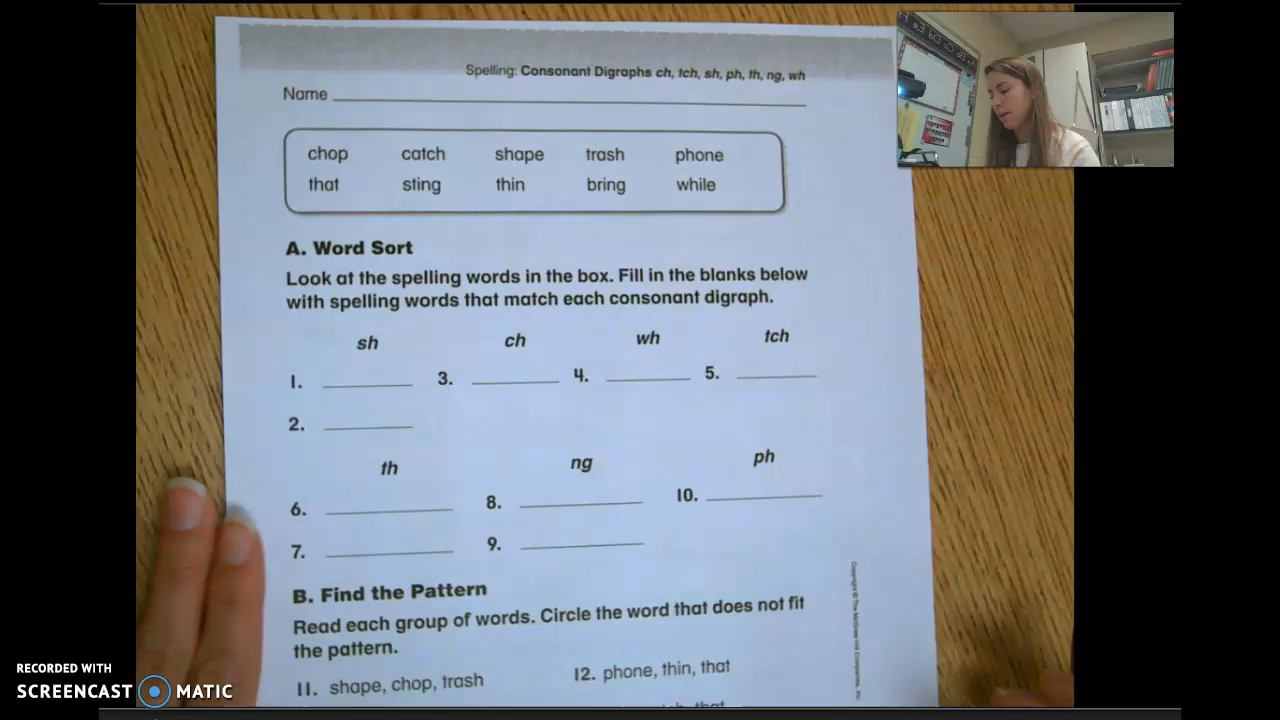 Spelling: Consonant Digraphs ch, tch, sh, ph, th, ng, wh
Name
chop catch shape trash phone
that sting thin bring while
A. Word Sort
Look at the spelling words in the box. Fill in the blanks below
with spelling words that match each consonant digraph.
sh ch wh tch
1. 3. 4. 5.
2.
th ng ph
6. 8. 10.
7. 9.
B. Find the Pattern
Read each group of words. Circle the word that does not fit
the pattern.
11. shape, chop, trash 12. phone, thin, that
that
RECORDED WITH
SCREENCAST MATIC